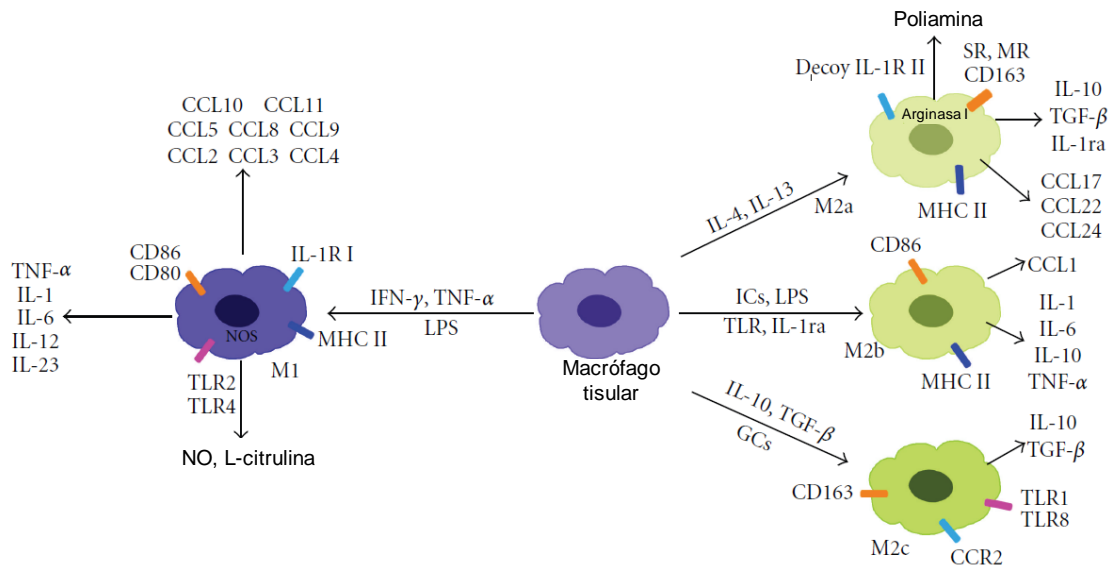 Poliamina
Decoy IL-1R II
SR, MR
CD163
Arginasa I
IL-10
TGF-β
IL-1ra
CCL17
CCL22
CCL24
MHC II
IL-4, IL-13
M2a
CCL10 CCL11
CCL5 CCL8 CCL9
CCL2 CCL3 CCL4
CD86
CD80
IL-1R I
TNF-α
IL-1
IL-6
IL-12
IL-23
NOS
MHC II
M1
TLR2
TLR4
NO, L-citrulina
IFN-γ, TNF-α
LPS
Macrófago
tisular
ICs, LPS
TLR, IL-1ra
M2b
CD86
CCL1
IL-1
IL-6
IL-10
TNF-α
MHC II
IL-10, TGF-β
GCs
CD163
M2c
CCR2
IL-10
TGF-β
TLR1
TLR8